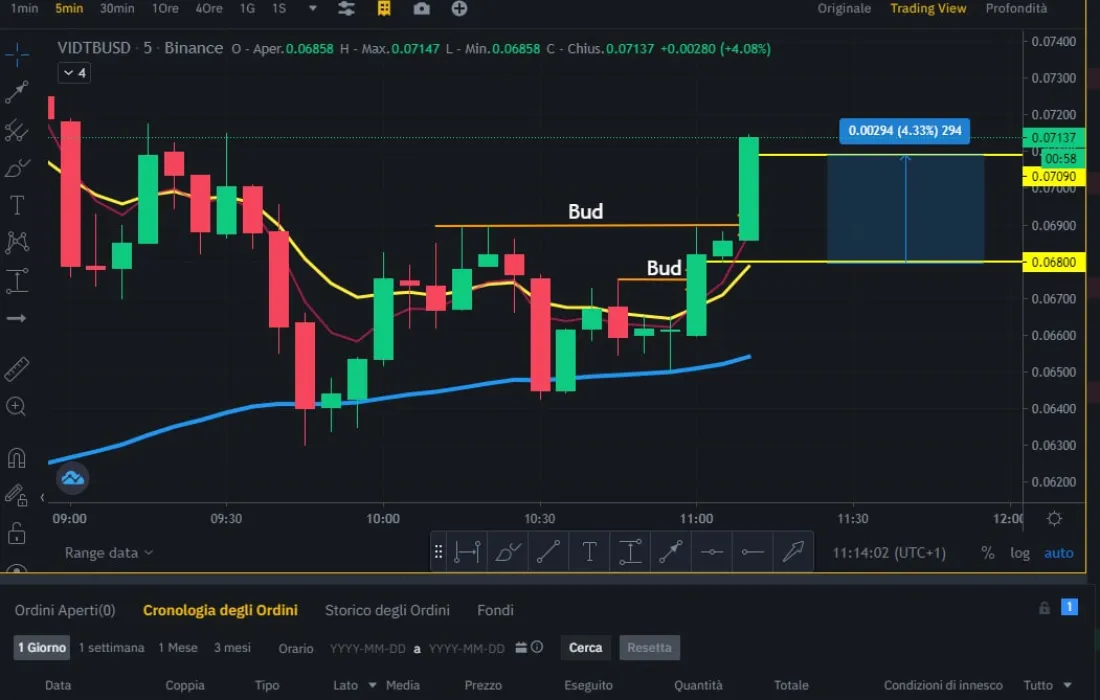 1min 5min 30min 1Ore 4Ore 1G 1S Originale Trading View Profondità
VIDTBUSD · 5 · Binance O - Aper.0.06858 H - Max.0.07147 L - Min.0.06858 C - Chius.0.07137 +0.00280 (+4.08%)
4
0.07400
0.07300
0.07200
0.00294 (4.33%) 294
0.07137
00:58
0.07090
0.07000
Bud
0.06900
Bud
0.06800
0.06700
0.06600
0.06500
0.06400
0.06300
0.06200
09:00 09:30 10:00 10:30 11:00 11:30 12:00
Range data 11:14:02 (UTC+1) % log auto
Ordini Aperti(0) Cronologia degli Ordini Storico degli Ordini Fondi 1
1 Giorno 1 settimana 1 Mese 3 mesi Orario YYYY-MM-DD a YYYY-MM-DD Cerca Resetta
Data Coppia Tipo Lato Media Prezzo Eseguito Quantità Totale Condizioni di innesco Tutto